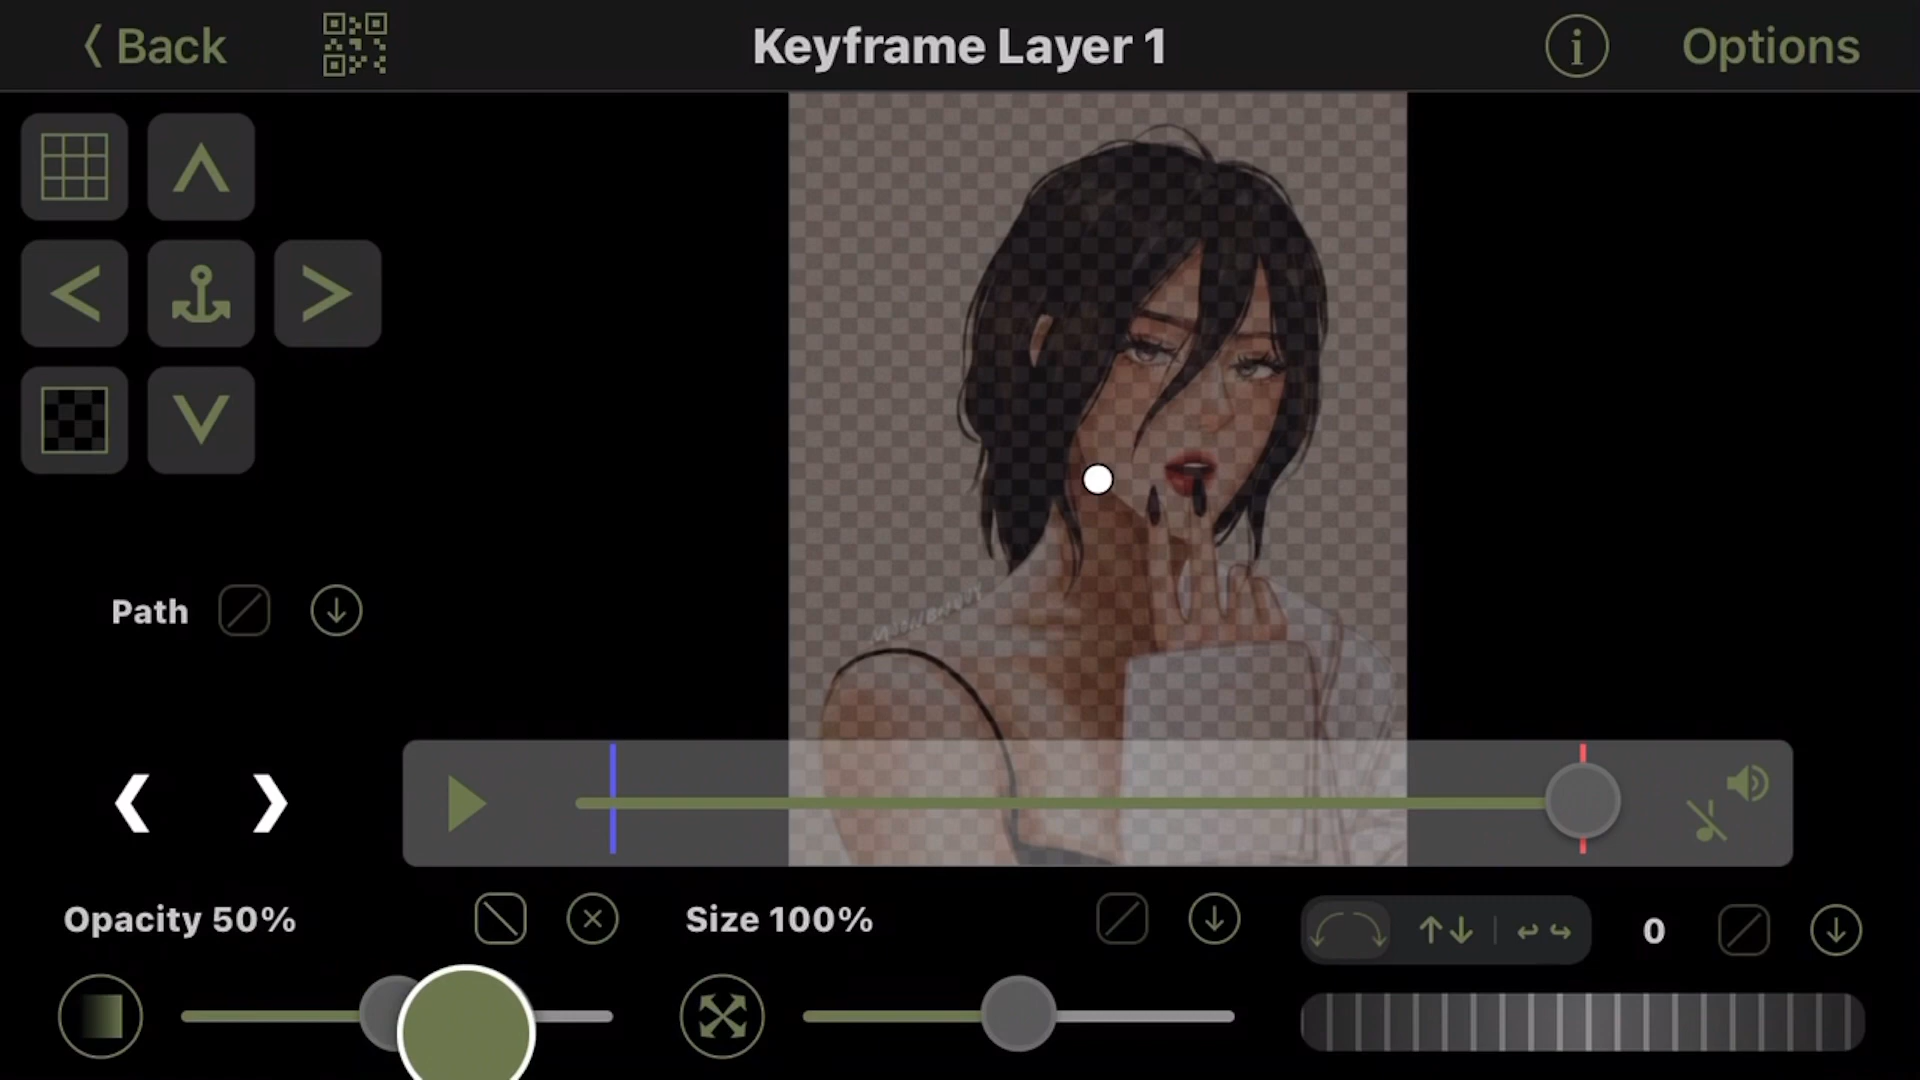 Back
Keyframe Layer 1
Options
Path
Opacity 50%
Size 100%
0